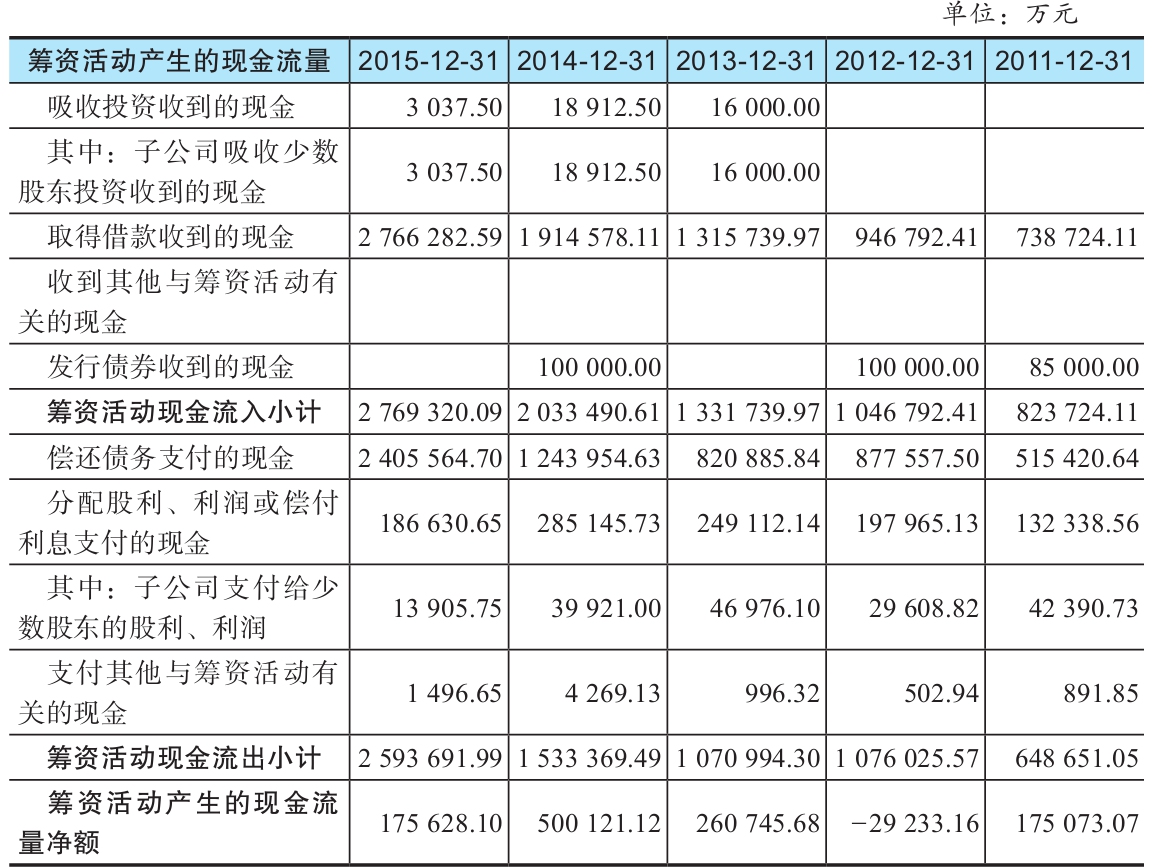 单位：万元
筹资活动产生的现金流量 2015-12-31 2014-12-31 2013-12-31 2012-12-31 2011-12-31
吸收投资收到的现金 3 037.50 18 912.50 16 000.00
其中：子公司吸收少数
股东投资收到的现金 3 037.50 18 912.50 16 000.00
取得借款收到的现金 2 766 282.59 1 914 578.11 1 315 739.97 946 792.41 738 724.11
收到其他与筹资活动有
关的现金
发行债券收到的现金 100 000.00 100 000.00 85 000.00
筹资活动现金流入小计 2 769 320.09 2 033 490.61 1 331 739.97 1 046 792.41 823 724.11
偿还债务支付的现金 2 405 564.70 1 243 954.63 820 885.84 877 557.50 515 420.64
分配股利、利润或偿付
利息支付的现金 186 630.65 285 145.73 249 112.14 197 965.13 132 338.56
其中：子公司支付给少
数股东的股利、利润 13 905.75 39 921.00 46 976.10 29 608.82 42 390.73
支付其他与筹资活动有
关的现金 1 496.65 4 269.13 996.32 502.94 891.85
筹资活动现金流出小计 2 593 691.99 1 533 369.49 1 070 994.30 1 076 025.57 648 651.05
筹资活动产生的现金流
量净额 175 628.10 500 121.12 260 745.68 −29 233.16 175 073.07